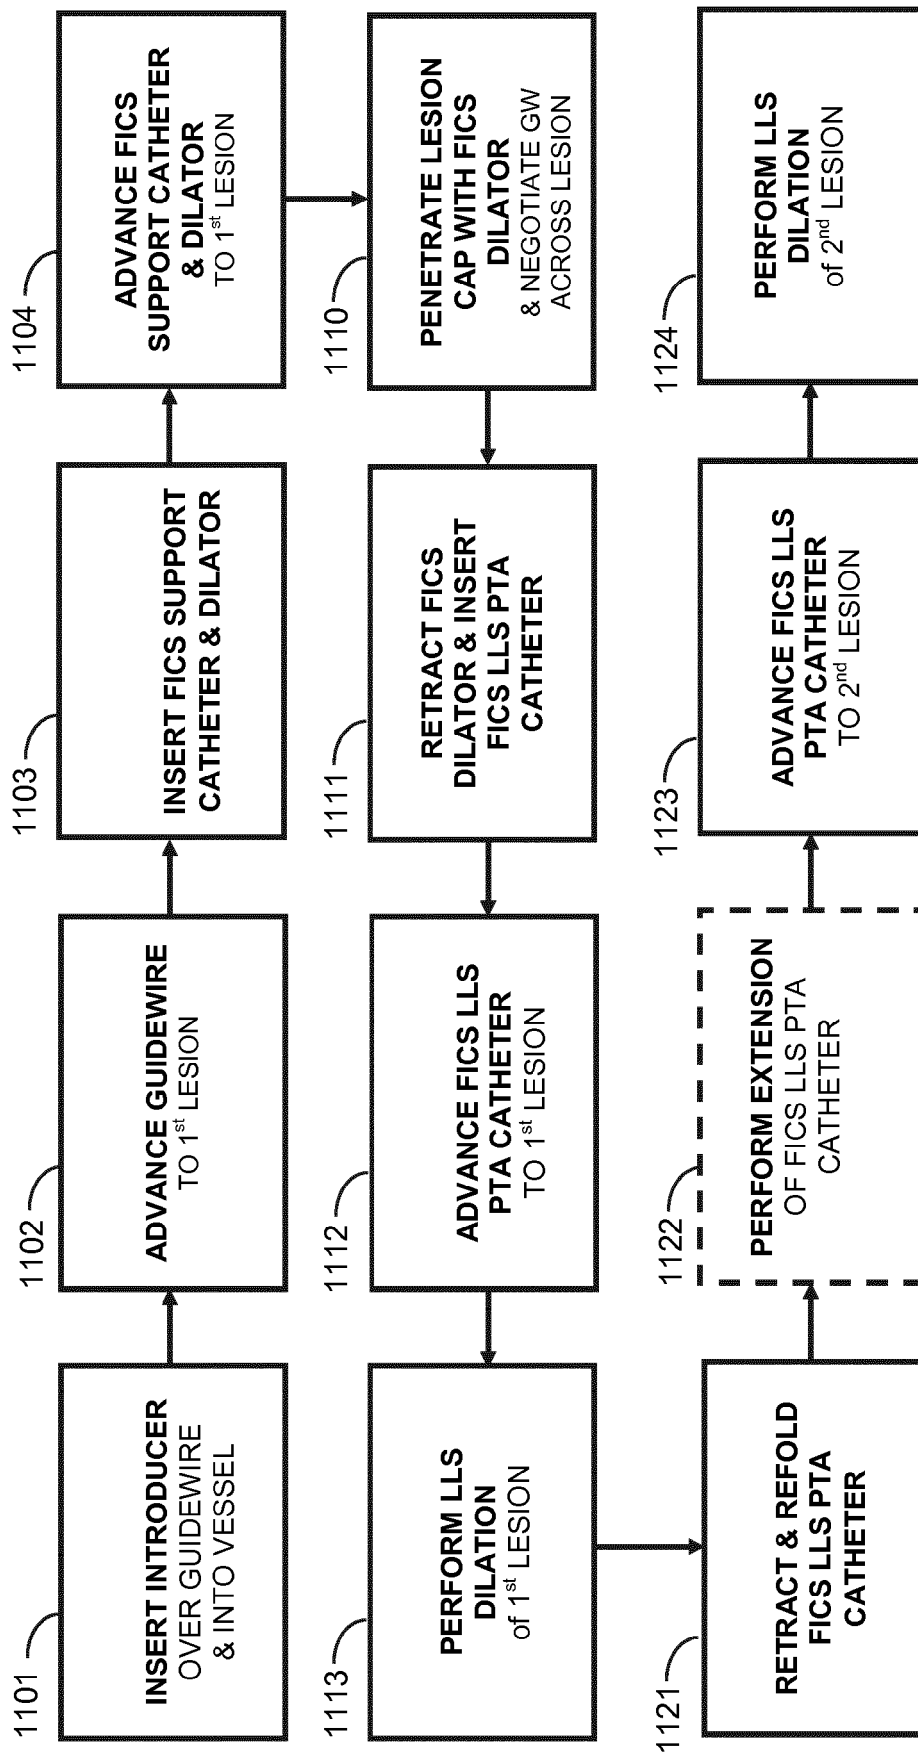 1101
INSERT INTRODUCER
OVER GUIDEWIRE
& INTO VESSEL
1102
ADVANCE GUIDEWIRE
TO 1st LESION
1103
INSERT FICS SUPPORT
CATHETER & DILATOR
1104
ADVANCE FICS
SUPPORT CATHETER
& DILATOR
TO 1st LESION
1110
PENETRATE LESION
CAP WITH FICS
DILATOR
& NEGOTIATE GW
ACROSS LESION
1111
RETRACT FICS
DILATOR & INSERT
FICS LLS PTA
CATHETER
1112
ADVANCE FICS LLS
PTA CATHETER
TO 1st LESION
1113
PERFORM LLS
DILATION
of 1st LESION
1121
RETRACT & REFOLD
FICS LLS PTA
CATHETER
1122
PERFORM EXTENSION
OF FICS LLS PTA
CATHETER
1123
ADVANCE FICS LLS
PTA CATHETER
TO 2nd LESION
1124
PERFORM LLS
DILATION
of 2nd LESION